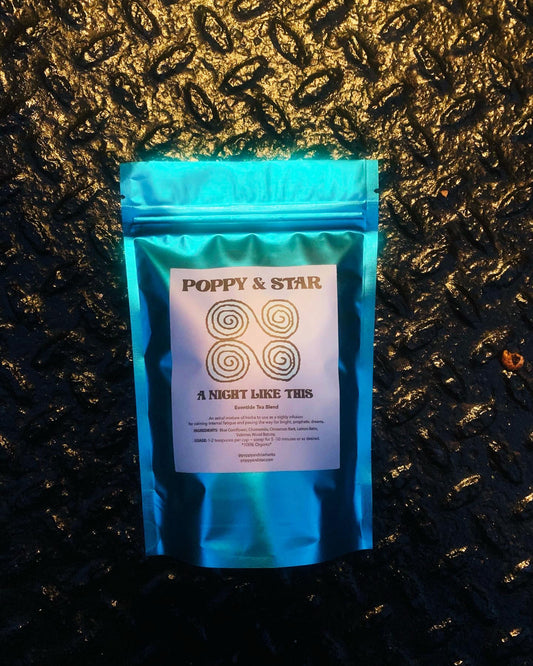 POPPY & STAR
A NIGHT LIKE THIS
Eventide Tea Blend
An astral mixture of herbs to use as a nightly infusion
for calming internal fatigue and paving the way for bright, prophetic, dreams.
INGREDIENTS: Blue Cornflower, Chamomile, Cinnamon Bark, Lemon Balm,
Valerian, Wood Betony.
USAGE: 1-2 teaspoons per cup - steep for 5-10 minutes or as desired.
*100% Organic*
@poppyandstarherbs
poppyandstar.com